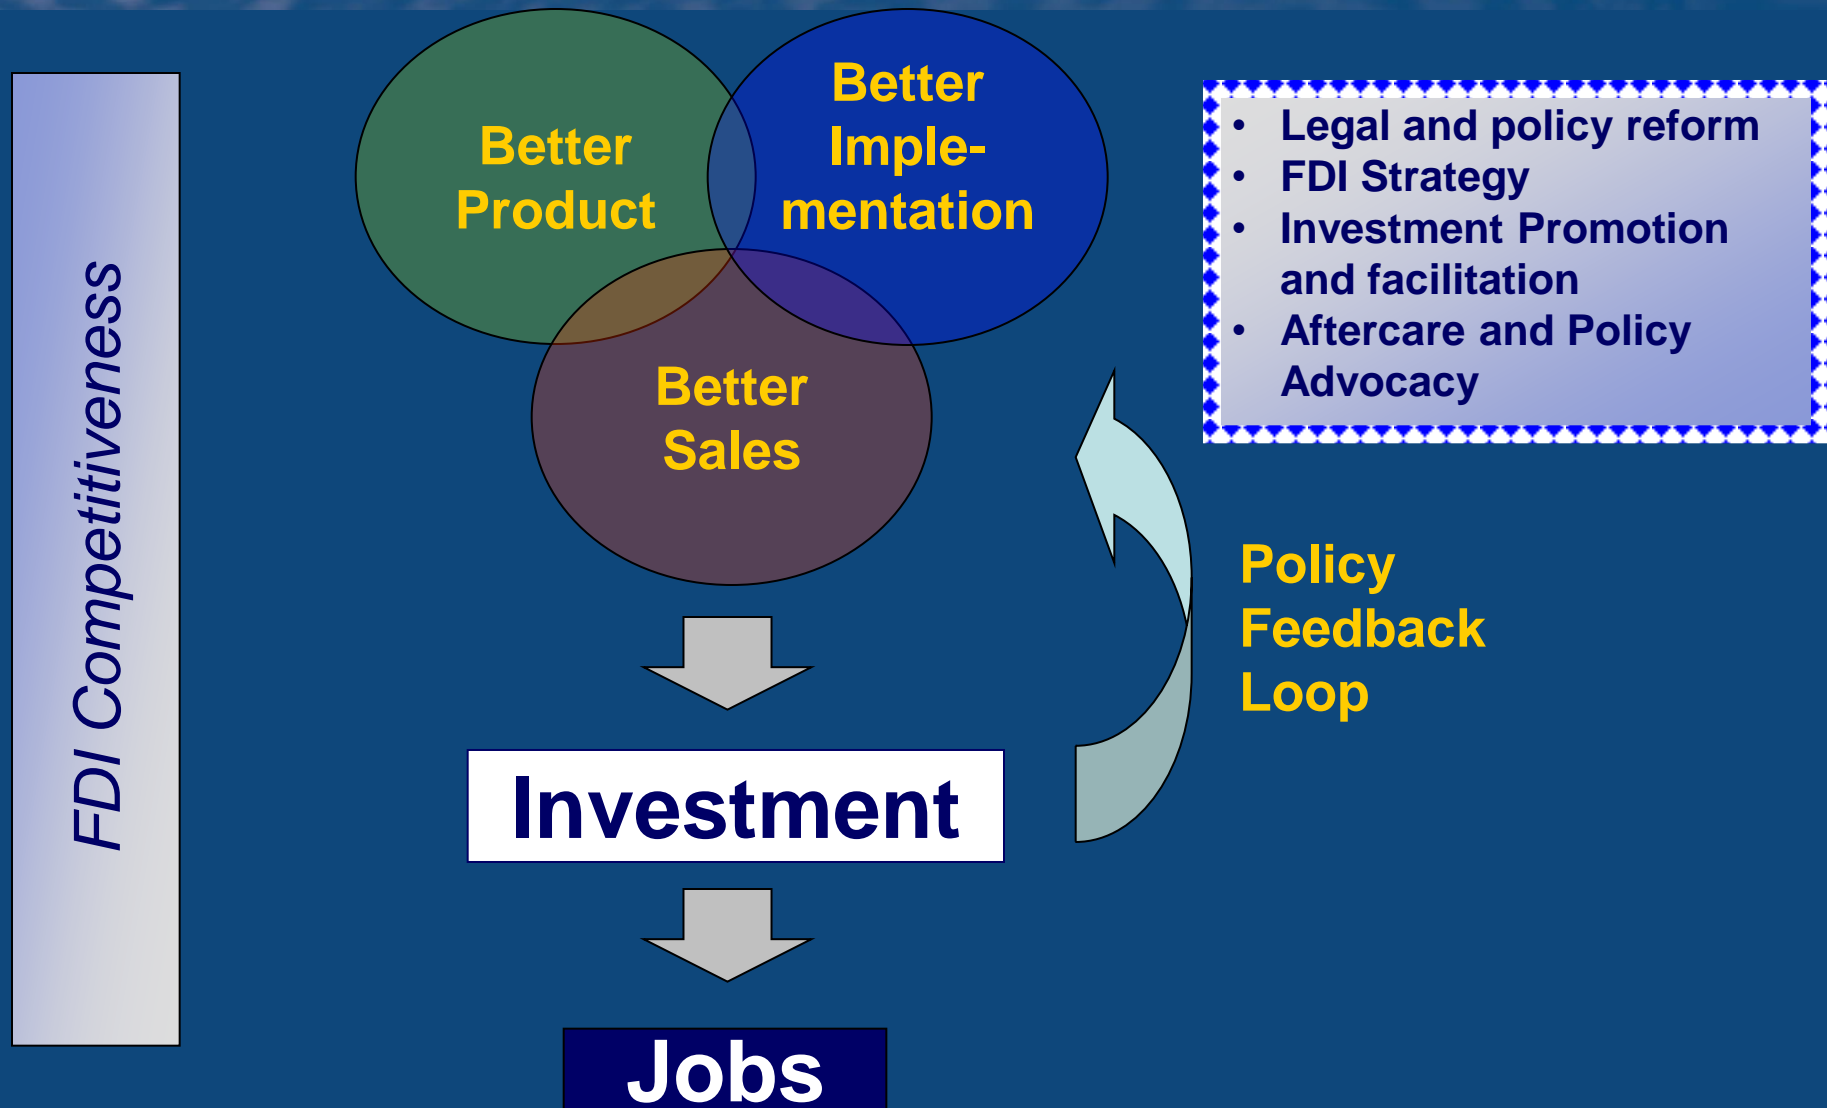 FDI Competitiveness
Better
Product
Better
Imple-
mentation
Better
Sales
• Legal and policy reform
• FDI Strategy
• Investment Promotion
and facilitation
• Aftercare and Policy
Advocacy
Policy
Feedback
Loop
Investment
Jobs